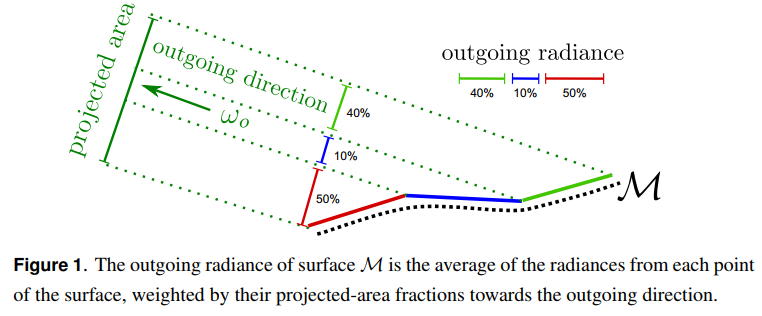 projected area
outgoing direction
ωₒ
outgoing radiance
40%
10%
50%
40%
10%
50%
ℳ
Figure 1. The outgoing radiance of surface ℳ is the average of the radiances from each point
of the surface, weighted by their projected-area fractions towards the outgoing direction.